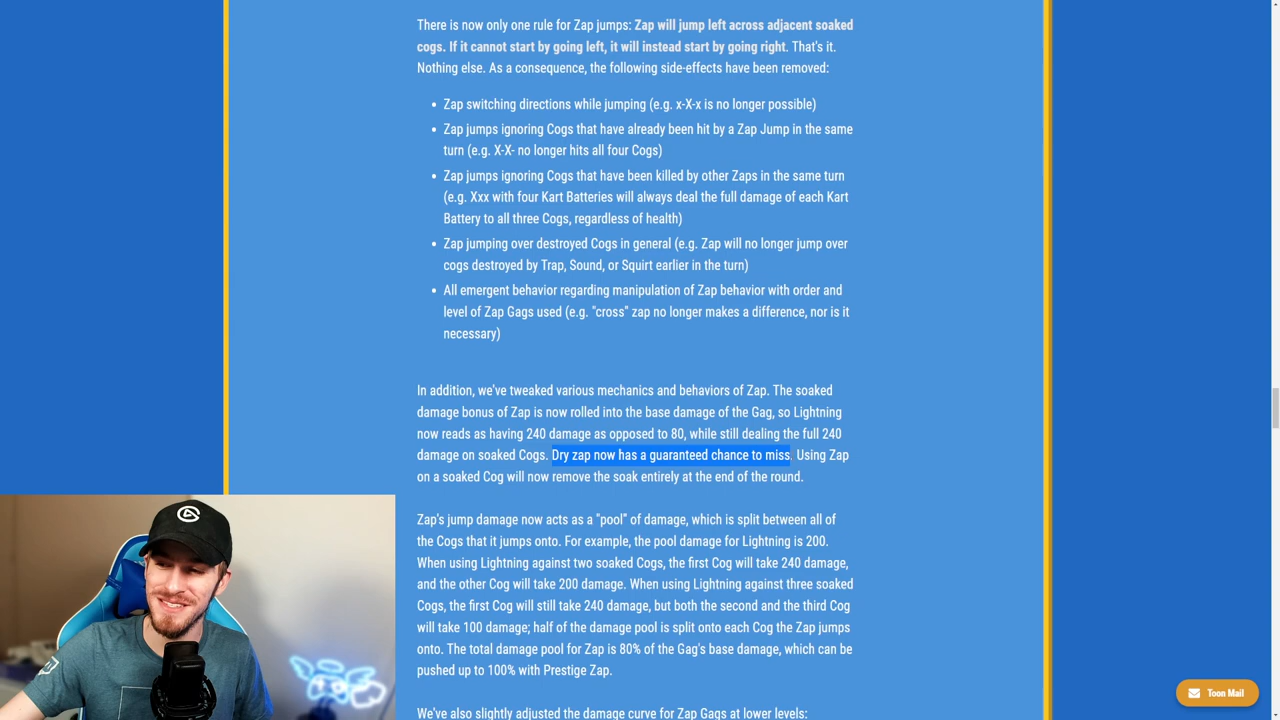 There is now only one rule for Zap jumps: Zap will jump left across adjacent soaked
cogs. If it cannot start by going left, it will instead start by going right. That's it.
Nothing else. As a consequence, the following side-effects have been removed:
• Zap switching directions while jumping (e.g. x-X-x is no longer possible)
• Zap jumps ignoring Cogs that have already been hit by a Zap Jump in the same
turn (e.g. X-X- no longer hits all four Cogs)
• Zap jumps ignoring Cogs that have been killed by other Zaps in the same turn
(e.g. Xxx with four Kart Batteries will always deal the full damage of each Kart
Battery to all three Cogs, regardless of health)
• Zap jumping over destroyed Cogs in general (e.g. Zap will no longer jump over
cogs destroyed by Trap, Sound, or Squirt earlier in the turn)
• All emergent behavior regarding manipulation of Zap behavior with order and
level of Zap Gags used (e.g. "cross" zap no longer makes a difference, nor is it
necessary)
In addition, we've tweaked various mechanics and behaviors of Zap. The soaked
damage bonus of Zap is now rolled into the base damage of the Gag, so Lightning
now reads as having 240 damage as opposed to 80, while still dealing the full 240
damage on soaked Cogs. Dry zap now has a guaranteed chance to miss. Using Zap
on a soaked Cog will now remove the soak entirely at the end of the round.
Zap's jump damage now acts as a "pool" of damage, which is split between all of
the Cogs that it jumps onto. For example, the pool damage for Lightning is 200.
When using Lightning against two soaked Cogs, the first Cog will take 240 damage,
and the other Cog will take 200 damage. When using Lightning against three soaked
Cogs, the first Cog will still take 240 damage, but both the second and the third Cog
will take 100 damage; half of the damage pool is split onto each Cog the Zap jumps
onto. The total damage pool for Zap is 80% of the Gag's base damage, which can be
pushed up to 100% with Prestige Zap.
We've also slightly adjusted the damage curve for Zap Gags at lower levels:
Toon Mail